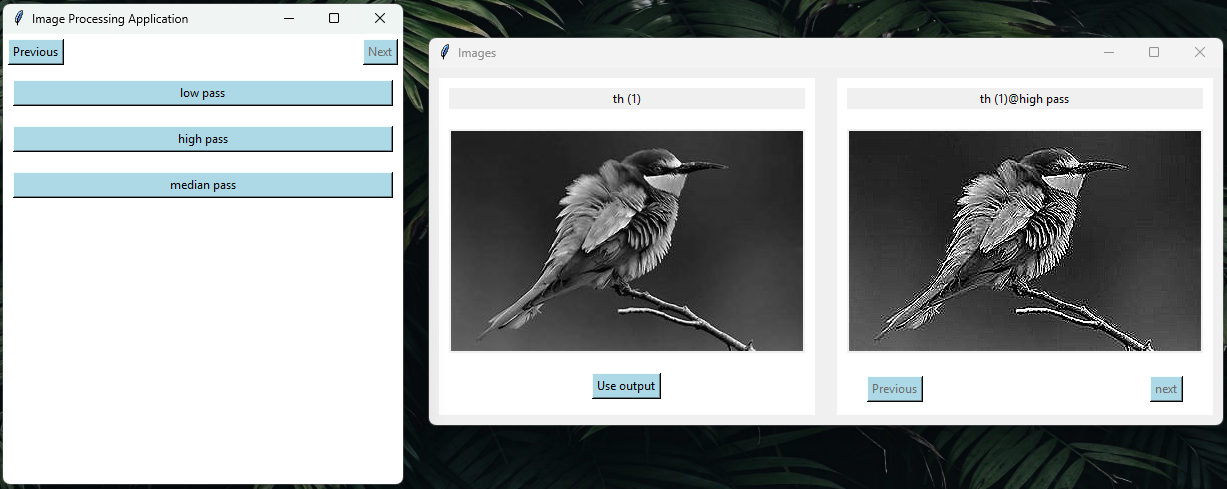 Image Processing Application
Previous
Next
low pass
high pass
median pass
Images
th (1)
Use output
th (1)@high pass
Previous
next